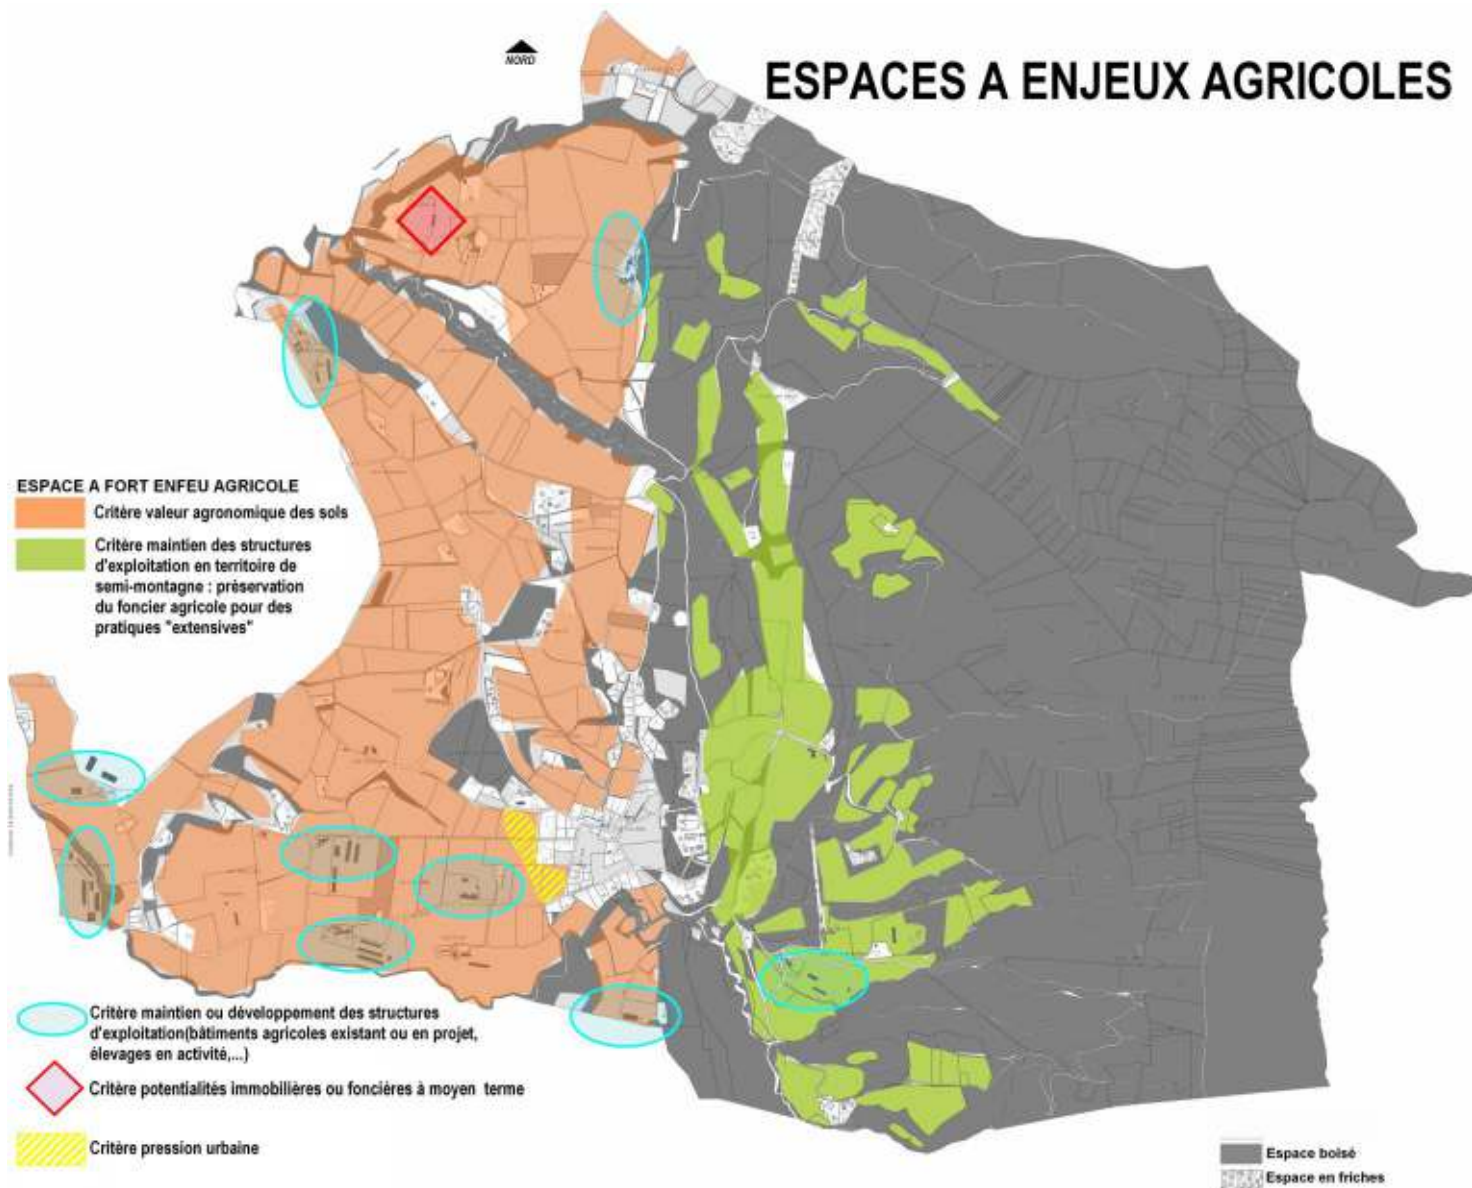 NORD
ESPACES A ENJEUX AGRICOLES
ESPACE A FORT ENFEU AGRICOLE
Critère valeur agronomique des sols
Critère maintien des structures
d'exploitation en territoire de
semi-montagne : préservation
du foncier agricole pour des
pratiques "extensives"
Critère maintien ou développement des structures
d'exploitation(bâtiments agricoles existant ou en projet,
élevages en activité,...)
Critère potentialités immobilières ou foncières à moyen terme
Critère pression urbaine
Espace boisé
Espace en friches